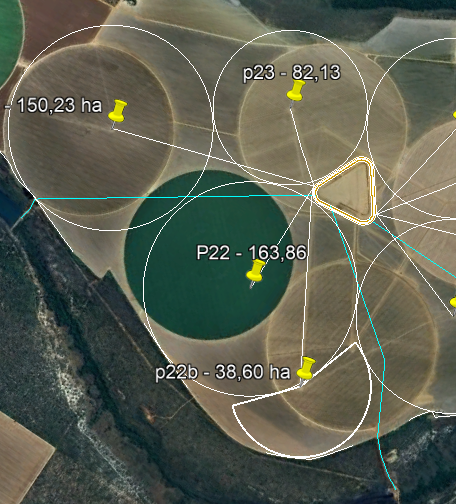 p23 - 82,13
- 150,23 ha
P22 - 163,86
p22b - 38,60 ha